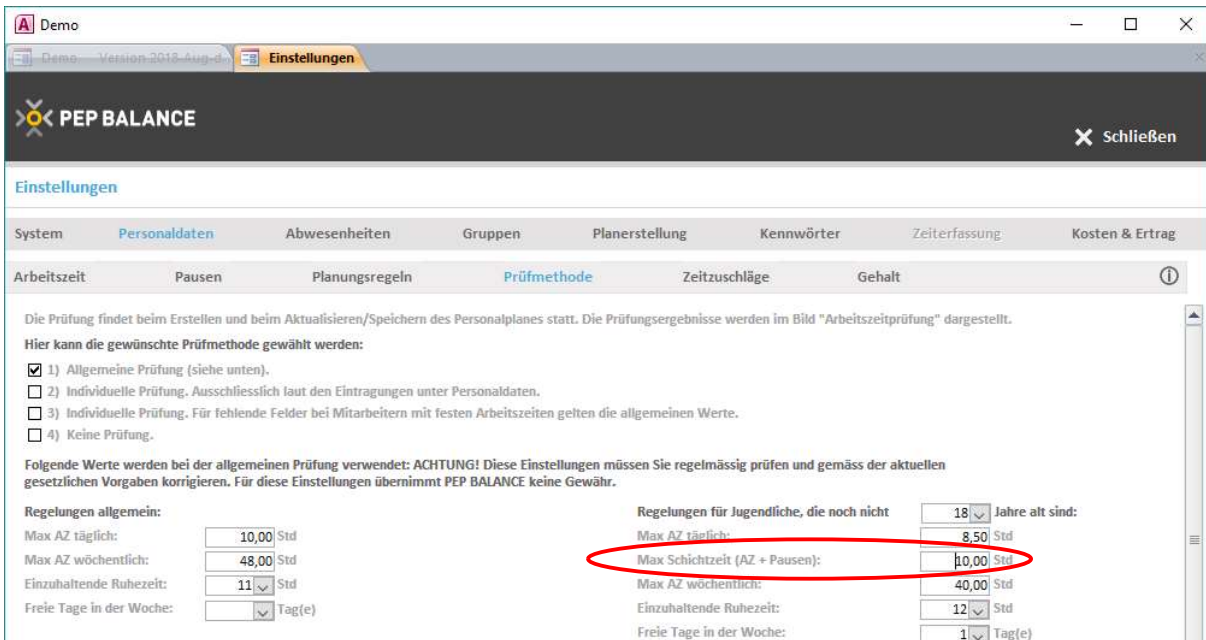 Demo
Demo Version 2018-Aug-d
Einstellungen
PEP BALANCE
Schließen
Einstellungen
System Personaldaten Abwesenheiten Gruppen Planerstellung Kennwörter Zeiterfassung Kosten & Ertrag
Arbeitszeit Pausen Planungsregeln Prüfmethode Zeitzuschläge Gehalt
Die Prüfung findet beim Erstellen und beim Aktualisieren/Speichern des Personalplanes statt. Die Prüfungsergebnisse werden im Bild "Arbeitszeitprüfung" dargestellt.
Hier kann die gewünschte Prüfmethode gewählt werden:
1) Allgemeine Prüfung (siehe unten).
2) Individuelle Prüfung. Ausschliesslich laut den Eintragungen unter Personaldaten.
3) Individuelle Prüfung. Für fehlende Felder bei Mitarbeitern mit festen Arbeitszeiten gelten die allgemeinen Werte.
4) Keine Prüfung.
Folgende Werte werden bei der allgemeinen Prüfung verwendet: ACHTUNG! Diese Einstellungen müssen Sie regelmässig prüfen und gemäss der aktuellen
gesetzlichen Vorgaben korrigieren. Für diese Einstellungen übernimmt PEP BALANCE keine Gewähr.
Regelungen allgemein:
Max AZ täglich: 10,00 Std
Max AZ wöchentlich: 48,00 Std
Einzuhaltende Ruhezeit: 11 Std
Freie Tage in der Woche: Tag(e)
Regelungen für Jugendliche, die noch nicht 18 Jahre alt sind:
Max AZ täglich: 8,50 Std
Max Schichtzeit (AZ + Pausen): 10,00 Std
Max AZ wöchentlich: 40,00 Std
Einzuhaltende Ruhezeit: 12 Std
Freie Tage in der Woche: 1 Tag(e)